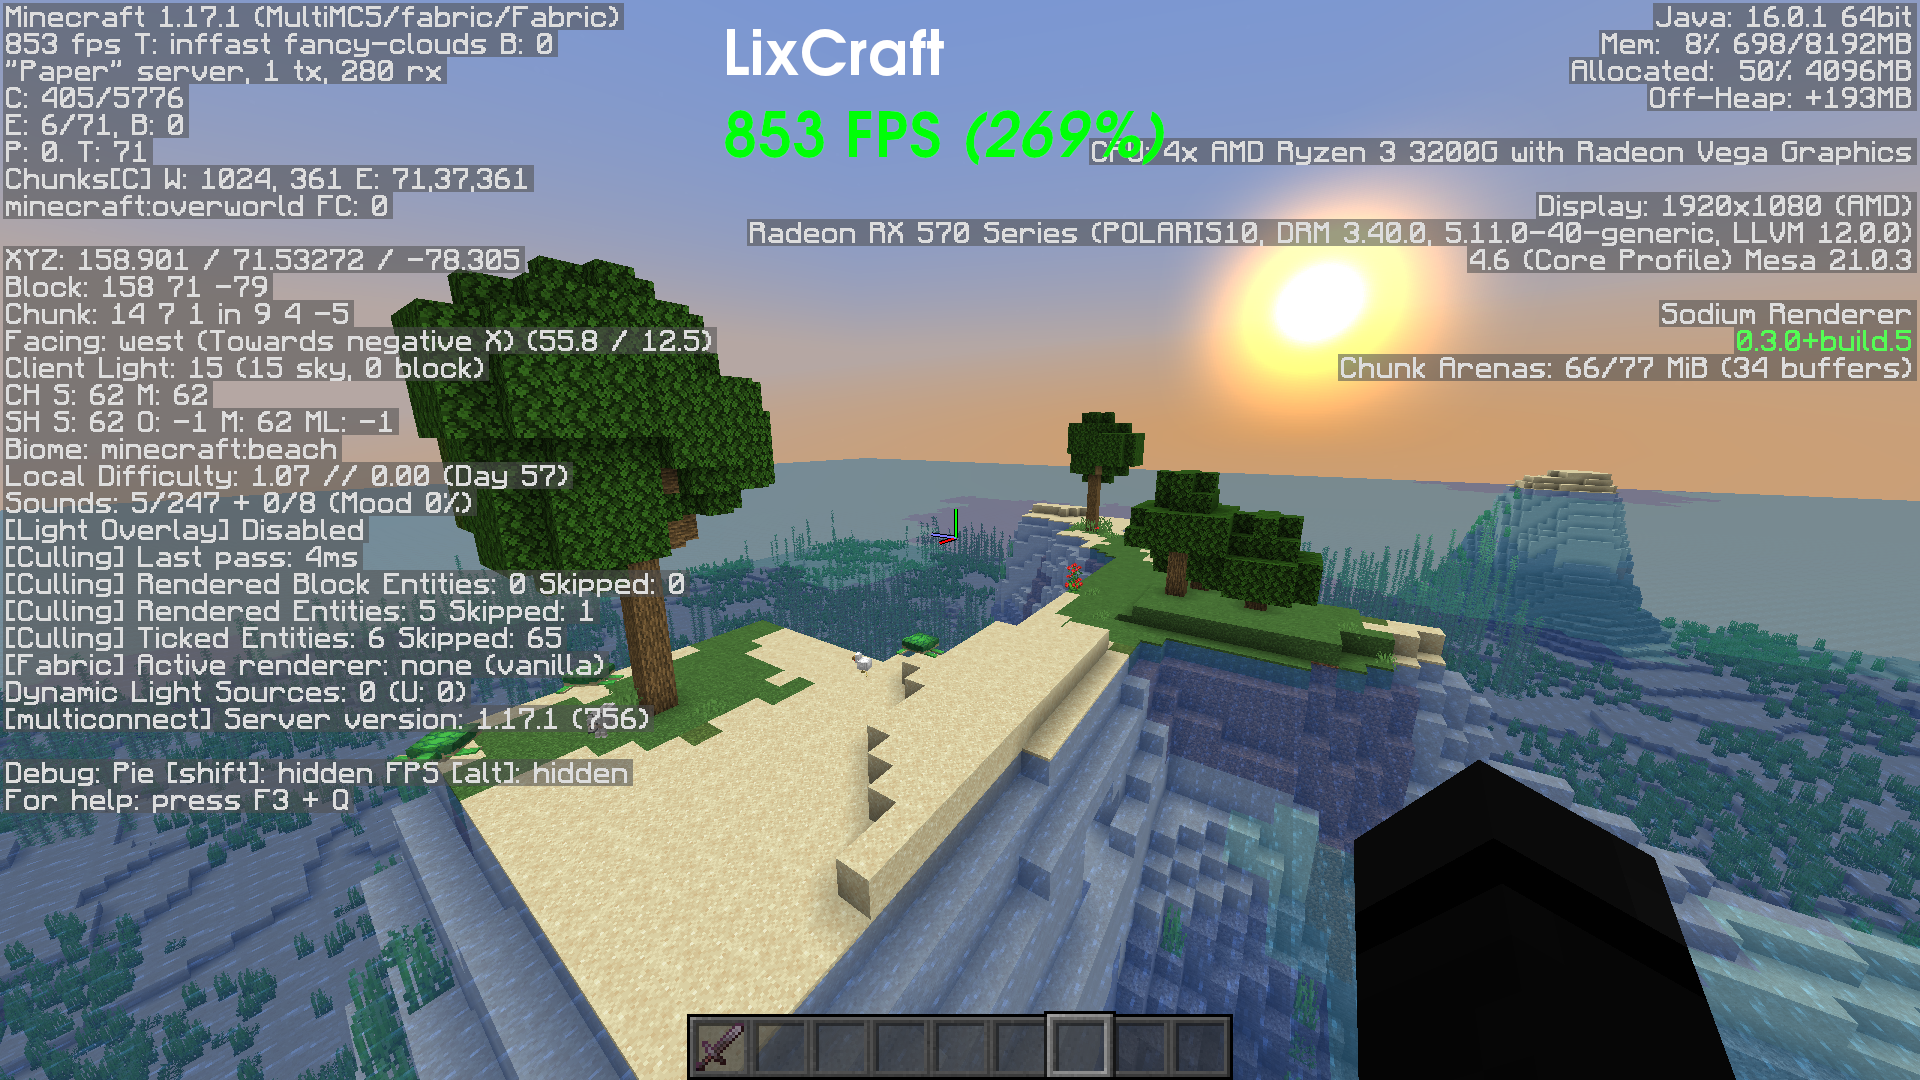 Minecraft 1.17.1 (MultiMC5/fabric/Fabric)
853 fps T: inffast fancy-clouds B: 0
"Paper" server, 1 tx, 280 rx
C: 405/5776
E: 6/71, B: 0
P: 0. T: 71
Chunks[C] W: 1024, 361 E: 71,37,361
minecraft:overworld FC: 0
XYZ: 158.901 / 71.53272 / -78.305
Block: 158 71 -79
Chunk: 14 7 1 in 9 4 -5
Facing: west (Towards negative X) (55.8 / 12.5)
Client Light: 15 (15 sky, 0 block)
CH S: 62 M: 62
SH S: 62 O: -1 M: 62 ML: -1
Biome: minecraft:beach
Local Difficulty: 1.07 // 0.00 (Day 57)
Sounds: 5/247 + 0/8 (Mood 0%)
[Light Overlay] Disabled
[Culling] Last pass: 4ms
[Culling] Rendered Block Entities: 0 Skipped: 0
[Culling] Rendered Entities: 5 Skipped: 1
[Culling] Ticked Entities: 6 Skipped: 65
[Fabric] Active renderer: none (vanilla)
Dynamic Light Sources: 0 (U: 0)
[multiconnect] Server version: 1.17.1 (756)
Debug: Pie [shift]: hidden FPS [alt]: hidden
For help: press F3 + Q
LixCraft
853 FPS (269%)
Java: 16.0.1 64bit
Mem: 8% 698/8192MB
Allocated: 50% 4096MB
Off-Heap: +193MB
CPU: 4x AMD Ryzen 3 3200G with Radeon Vega Graphics
Display: 1920x1080 (AMD)
Radeon RX 570 Series (POLARIS10, DRM 3.40.0, 5.11.0-40-generic, LLVM 12.0.0)
4.6 (Core Profile) Mesa 21.0.3
Sodium Renderer
0.3.0+build.5
Chunk Arenas: 66/77 MiB (34 buffers)